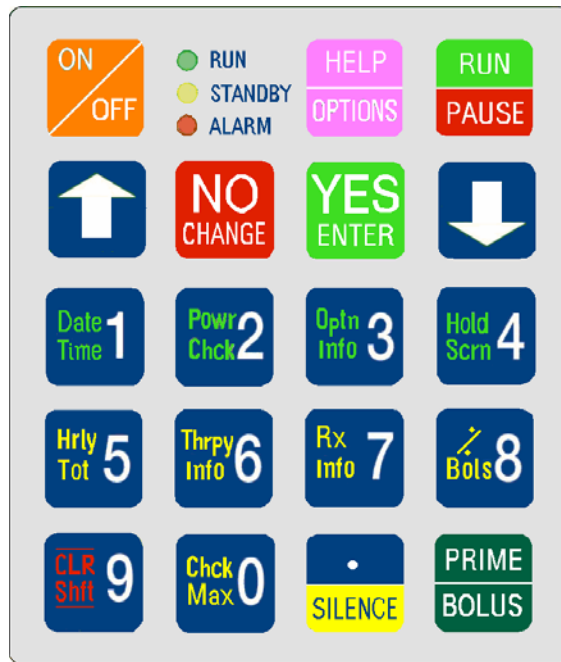 ON
OFF
RUN
STANDBY
ALARM
HELP
OPTIONS
RUN
PAUSE
NO
CHANGE
YES
ENTER
Date
Time 1
Powr
Chck 2
Optn
Info 3
Hold
Scrn 4
Hrly
Tot 5
Thrpy
Info 6
Rx
Info 7
Bols 8
CLR
Shft 9
Chck
Max 0
.
SILENCE
PRIME
BOLUS